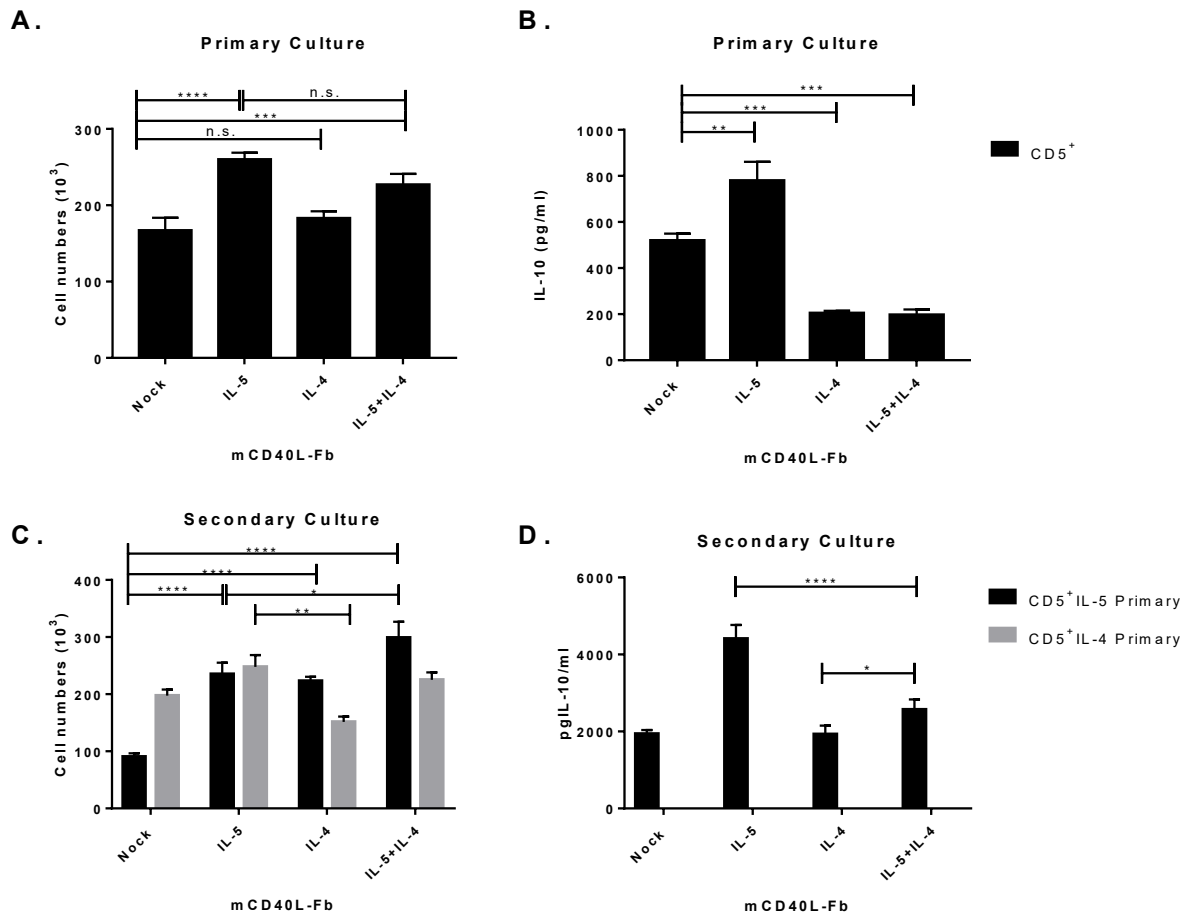 A.
Primary Culture
****
n.s.
***
n.s.
Cell numbers (10³)
300
200
100
0
Nock
IL-5
IL-4
IL-5+IL-4
mCD40L-Fb
B.
Primary Culture
***
***
**
IL-10 (pg/ml)
1000
800
600
400
200
0
Nock
IL-5
IL-4
IL-5+IL-4
mCD40L-Fb
CD5⁺
C.
Secondary Culture
****
****
****
*
**
Cell numbers (10³)
400
300
200
100
0
Nock
IL-5
IL-4
IL-5+IL-4
mCD40L-Fb
D.
Secondary Culture
****
*
pgIL-10/ml
6000
4000
2000
0
Nock
IL-5
IL-4
IL-5+IL-4
mCD40L-Fb
CD5⁺IL-5 Primary
CD5⁺IL-4 Primary